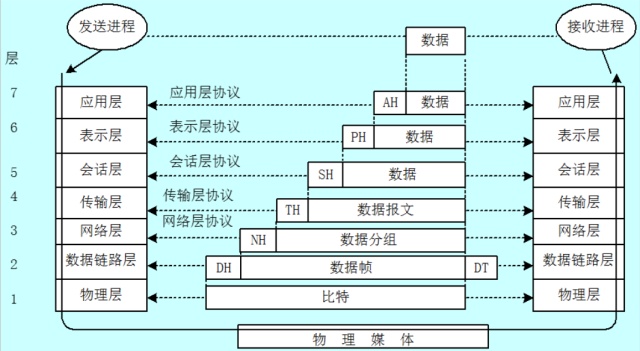 发送进程
数据
接收进程
层
7
应用层
应用层协议
AH
数据
应用层
6
表示层
表示层协议
PH
数据
表示层
5
会话层
会话层协议
SH
数据
会话层
4
传输层
传输层协议
TH
数据报文
传输层
3
网络层
网络层协议
NH
数据分组
网络层
2
数据链路层
DH
数据帧
DT
数据链路层
1
物理层
比特
物理层
物 理 媒 体